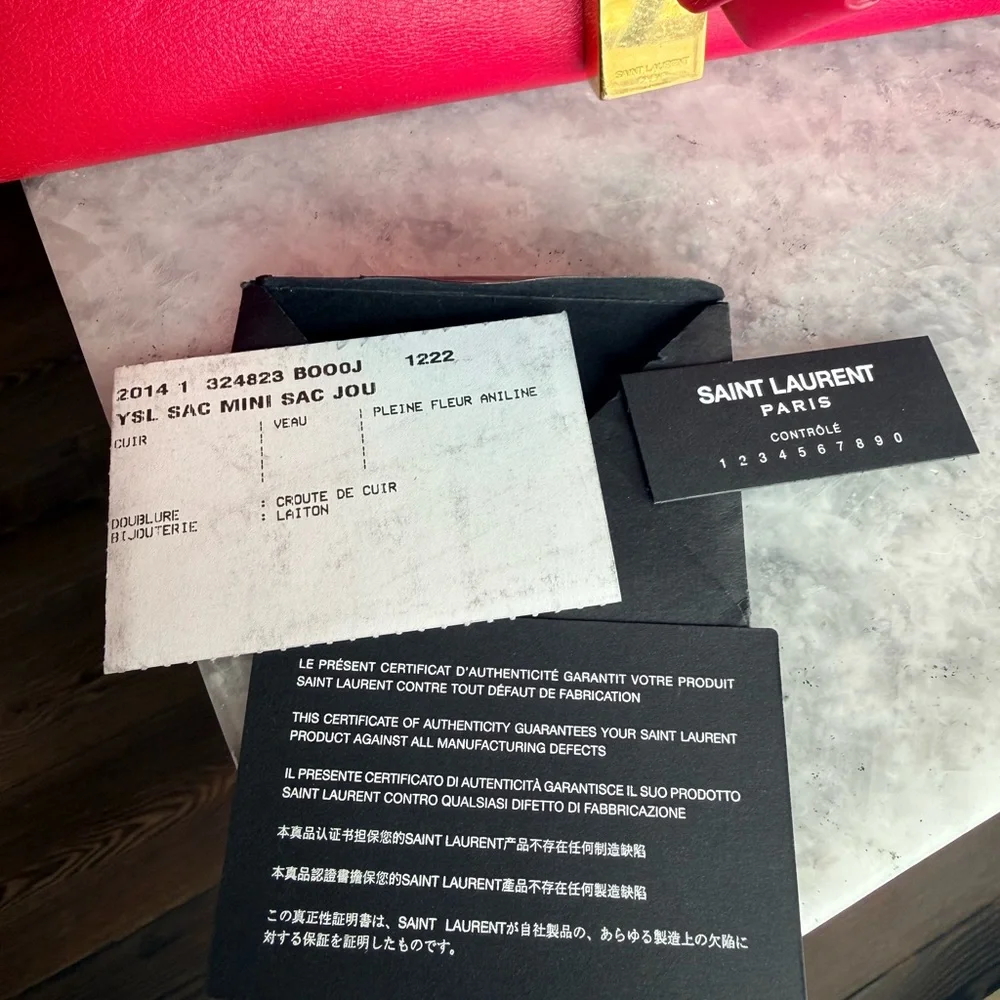 SAINT LAURENT
PARIS
2014 1 324823 B000J 1222
YSL SAC MINI SAC JOU
CUIR VEAU PLEINE FLEUR ANILINE
DOUBLURE : CROUTE DE CUIR
BIJOUTERIE : LAITON
SAINT LAURENT
PARIS
CONTRÔLÉ
1 2 3 4 5 6 7 8 9 0
LE PRÉSENT CERTIFICAT D'AUTHENTICITÉ GARANTIT VOTRE PRODUIT
SAINT LAURENT CONTRE TOUT DÉFAUT DE FABRICATION
THIS CERTIFICATE OF AUTHENTICITY GUARANTEES YOUR SAINT LAURENT
PRODUCT AGAINST ALL MANUFACTURING DEFECTS
IL PRESENTE CERTIFICATO DI AUTENTICITÀ GARANTISCE IL SUO PRODOTTO
SAINT LAURENT CONTRO QUALSIASI DIFETTO DI FABBRICAZIONE
本真品认证书担保您的SAINT LAURENT产品不存在任何制造缺陷
本真品認證書擔保您的SAINT LAURENT產品不存在任何製造缺陷
この真正性証明書は、SAINT LAURENTが自社製品の、あらゆる製造上の欠陥に
対する保証を証明したものです。